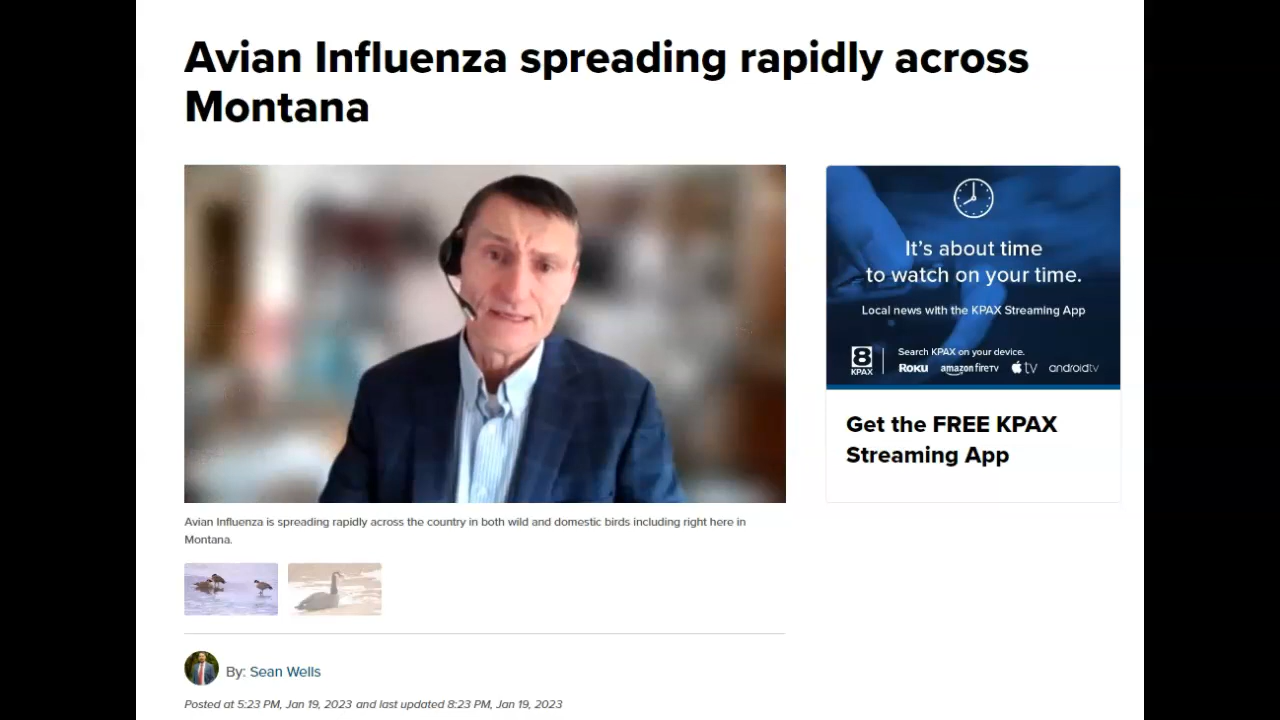 Avian Influenza spreading rapidly across
Montana
It's about time
to watch on your time.
Local news with the KPAX Streaming App
8
KPAX
Search KPAX on your device.
Roku amazon fireTV tv androidtv
Get the FREE KPAX
Streaming App
Avian Influenza is spreading rapidly across the country in both wild and domestic birds including right here in
Montana.
By: Sean Wells
Posted at 5:23 PM, Jan 19, 2023 and last updated 8:23 PM, Jan 19, 2023